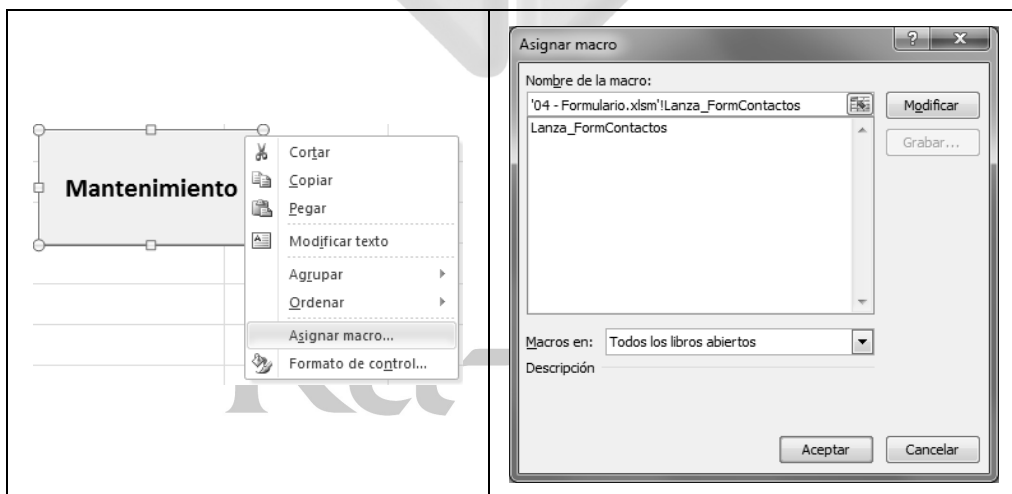 Mantenimiento
Cortar
Copiar
Pegar
Modificar texto
Agrupar
Ordenar
Asignar macro...
Formato de control...
Asignar macro
Nombre de la macro:
'04 - Formulario.xlsm'!Lanza_FormContactos
Modificar
Lanza_FormContactos
Grabar...
Macros en: Todos los libros abiertos
Descripción
Aceptar Cancelar